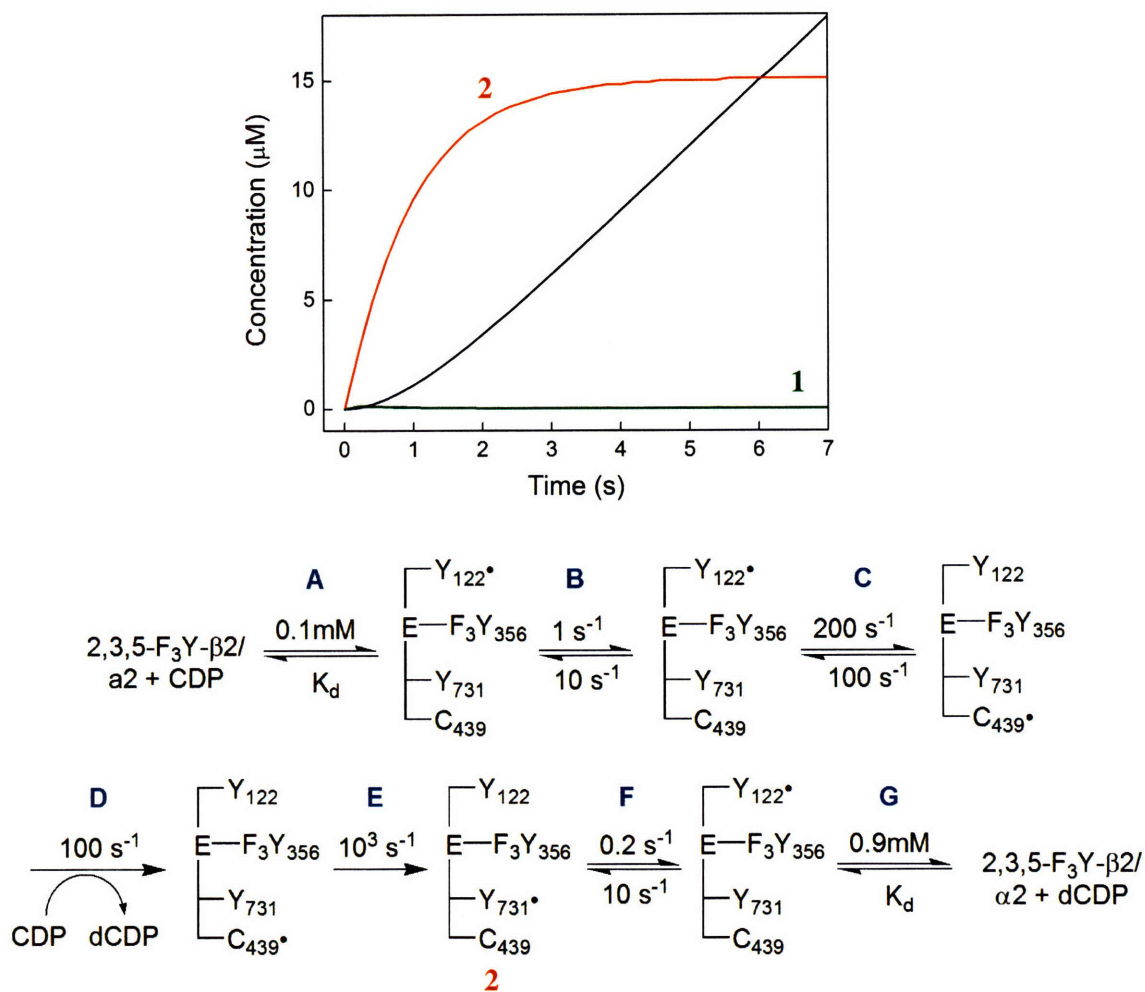 Concentration (μM)
15
10
5
0
2
1
0 1 2 3 4 5 6 7
Time (s)
A B C
Y122• Y122• Y122
2,3,5-F3Y-β2/
a2 + CDP
0.1mM
Kd
E F3Y356
1 s-1
10 s-1
E F3Y356
200 s-1
100 s-1
E F3Y356
Y731 Y731 Y731
C439 C439 C439•
D E F G
Y122 Y122 Y122•
100 s-1
CDP dCDP
E F3Y356
10^3 s-1
E F3Y356
0.2 s-1
10 s-1
E F3Y356
0.9mM
Kd
2,3,5-F3Y-β2/
α2 + dCDP
Y731 Y731• Y731
C439• C439 C439
2